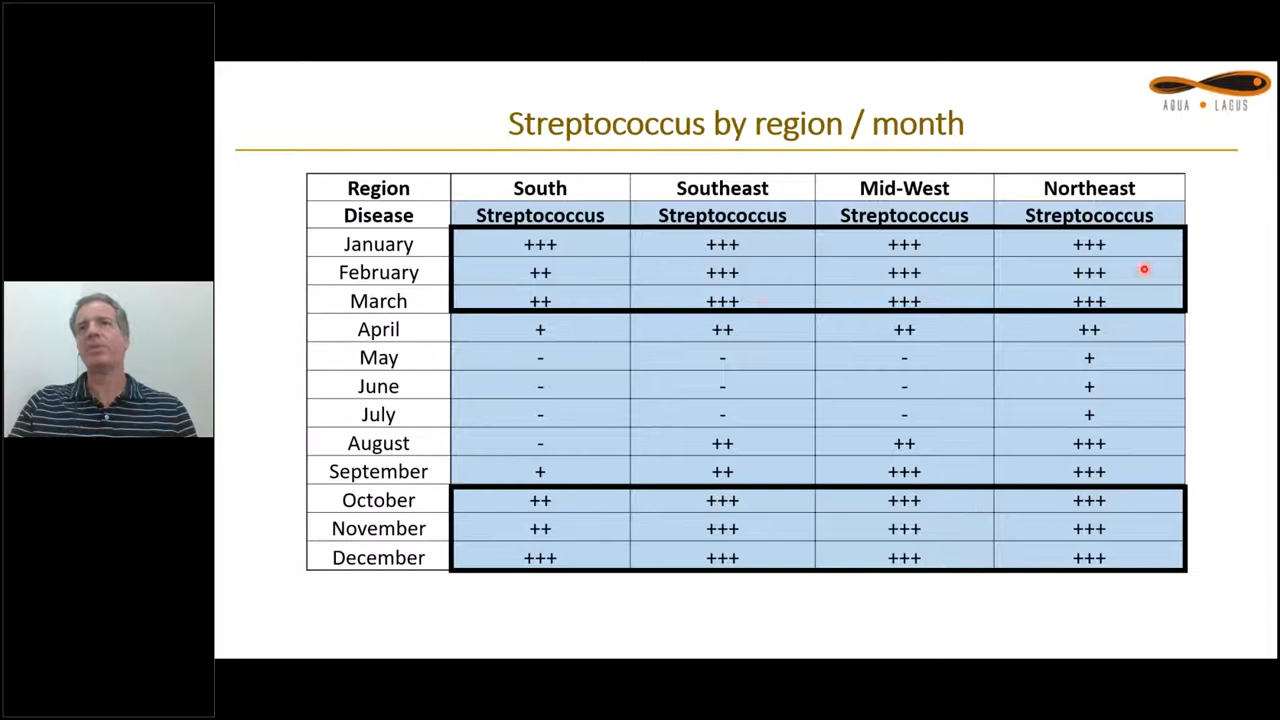 AQUA LAGUS
Streptococcus by region / month
Region South Southeast Mid-West Northeast
Disease Streptococcus Streptococcus Streptococcus Streptococcus
January +++ +++ +++ +++
February ++ +++ +++ +++
March ++ +++ +++ +++
April + ++ ++ ++
May - - - +
June - - - +
July - - - +
August - ++ ++ +++
September + ++ +++ +++
October ++ +++ +++ +++
November ++ +++ +++ +++
December +++ +++ +++ +++